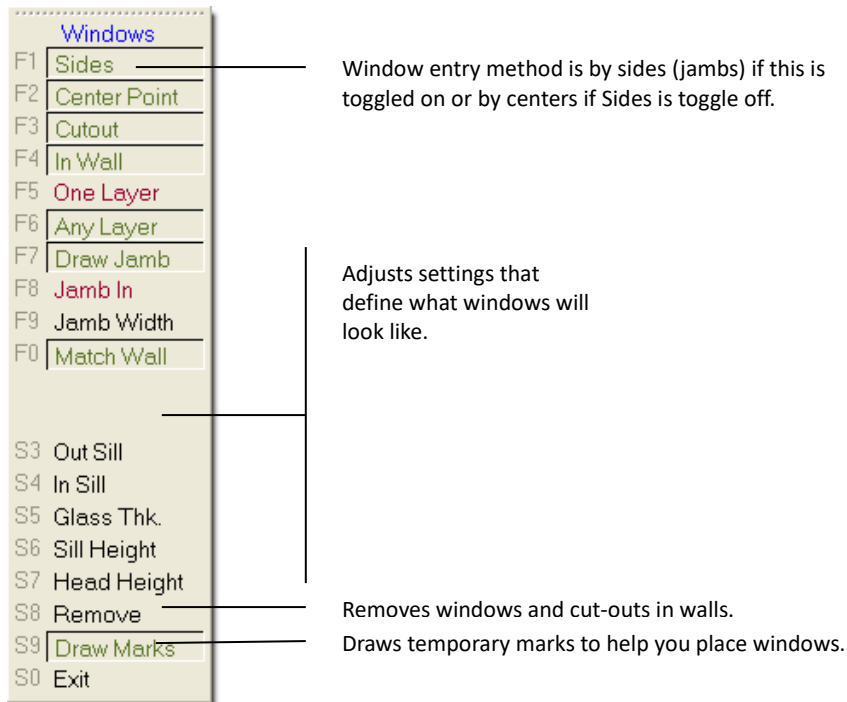 Windows
F1 Sides
Window entry method is by sides (jambs) if this is
toggled on or by centers if Sides is toggle off.
F2 Center Point
F3 Cutout
F4 In Wall
F5 One Layer
F6 Any Layer
F7 Draw Jamb
F8 Jamb In
F9 Jamb Width
F0 Match Wall
Adjusts settings that
define what windows will
look like.
S3 Out Sill
S4 In Sill
S5 Glass Thk.
S6 Sill Height
S7 Head Height
S8 Remove
Removes windows and cut-outs in walls.
S9 Draw Marks
Draws temporary marks to help you place windows.
S0 Exit